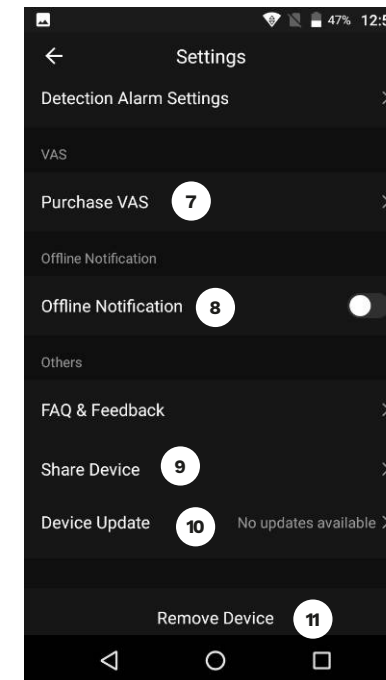 47% 12:5
Settings
Detection Alarm Settings
VAS
Purchase VAS 7
Offline Notification
Offline Notification 8
Others
FAQ & Feedback
Share Device 9
Device Update 10 No updates available
Remove Device 11